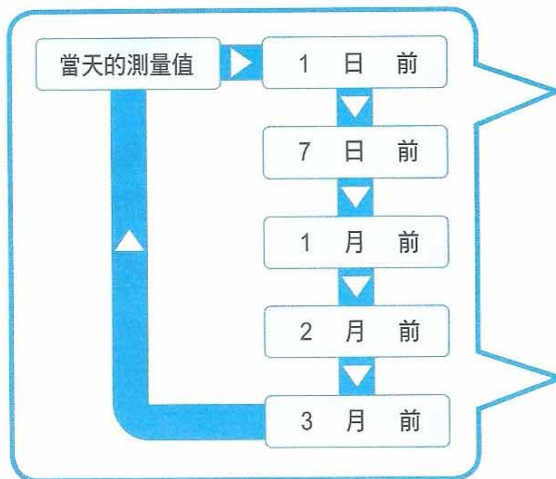 當天的測量值
1 日 前
7 日 前
1 月 前
2 月 前
3 月 前